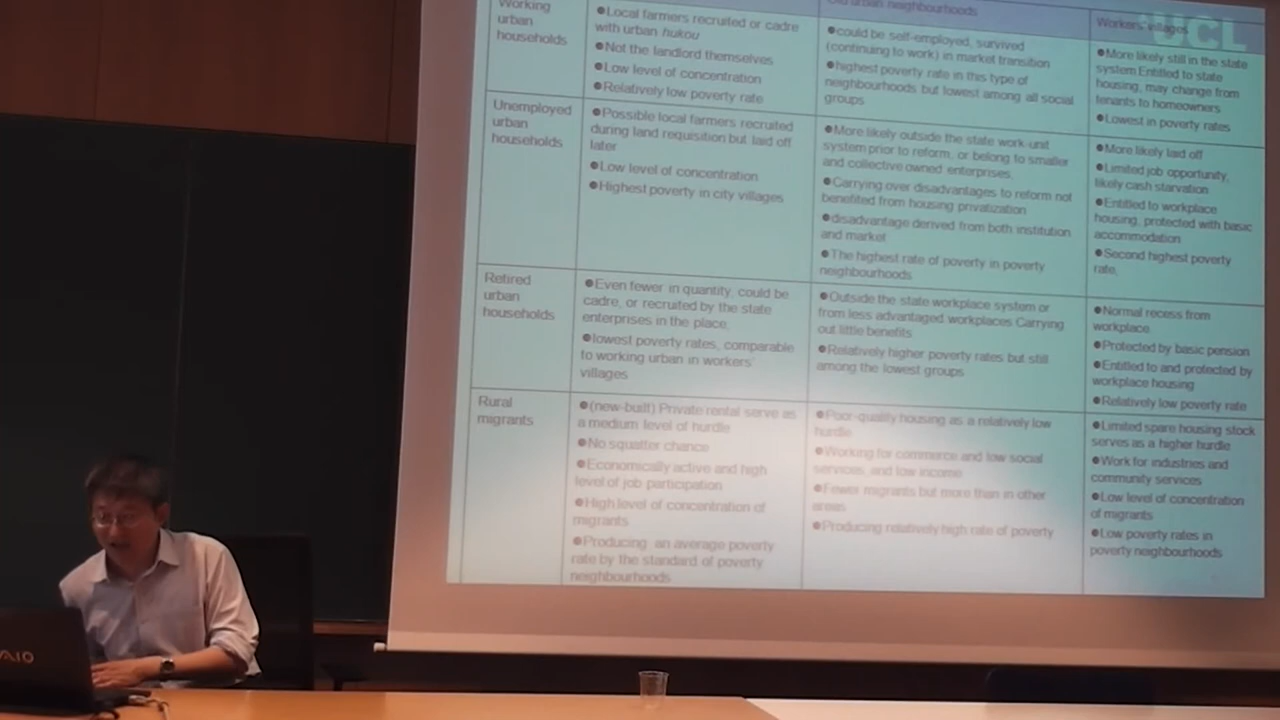 Old urban neighbourhoods
Workers' villages
UCL
Working
urban
households
●Local farmers recruited or cadre
with urban hukou
●Not the landlord themselves
●Low level of concentration
●Relatively low poverty rate
●could be self-employed, survived
(continuing to work) in market transition
●highest poverty rate in this type of
neighbourhoods but lowest among all social
groups
●More likely still in the state
system Entitled to state
housing, may change from
tenants to homeowners
●Lowest in poverty rates
Unemployed
urban
households
●Possible local farmers recruited
during land requisition but laid off
later
●Low level of concentration
●Highest poverty in city villages
●More likely outside the state work-unit
system prior to reform, or belong to smaller
and collective owned enterprises,
●Carrying over disadvantages to reform not
benefited from housing privatization
●disadvantage derived from both institution
and market
●The highest rate of poverty in poverty
neighbourhoods
●More likely laid off
●Limited job opportunity,
likely cash starvation
●Entitled to workplace
housing, protected with basic
accommodation
●Second highest poverty
rate,
Retired
urban
households
●Even fewer in quantity, could be
cadre, or recruited by the state
enterprises in the place,
●lowest poverty rates, comparable
to working urban in workers'
villages
●Outside the state workplace system or
from less advantaged workplaces Carrying
out little benefits
●Relatively higher poverty rates but still
among the lowest groups
●Normal recess from
workplace
●Protected by basic pension
●Entitled to and protected by
workplace housing
●Relatively low poverty rate
Rural
migrants
●(new-built) Private rental serve as
a medium level of hurdle
●No squatter chance
●Economically active and high
level of job participation
●High level of concentration of
migrants
●Producing an average poverty
rate by the standard of poverty
neighbourhoods
●Poor-quality housing as a relatively low
hurdle
●Working for commerce and low social
services, and low income
●Fewer migrants but more than in other
areas
●Producing relatively high rate of poverty
●Limited spare housing stock
serves as a higher hurdle
●Work for industries and
community services
●Low level of concentration
of migrants
●Low poverty rates in
poverty neighbourhoods
VAIO